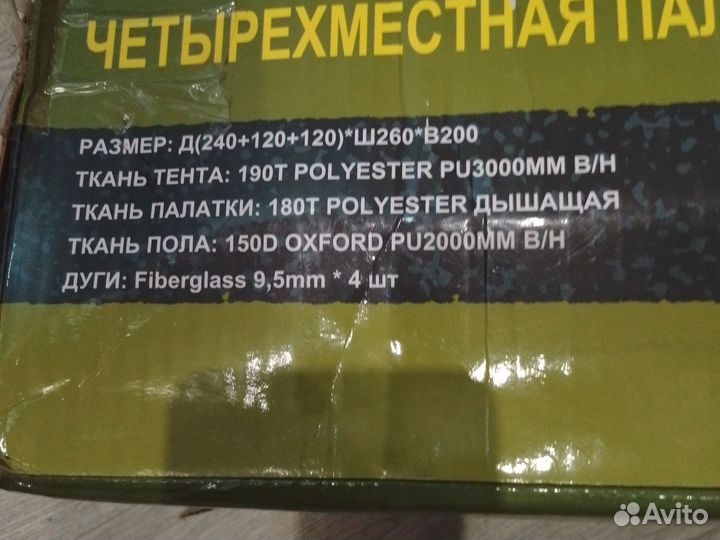 ЧЕТЫРЕХМЕСТНАЯ ПАЛ
РАЗМЕР: Д(240+120+120)*Ш260*В200
ТКАНЬ ТЕНТА: 190T POLYESTER PU3000MM В/Н
ТКАНЬ ПАЛАТКИ: 180T POLYESTER ДЫШАЩАЯ
ТКАНЬ ПОЛА: 150D OXFORD PU2000MM В/Н
ДУГИ: Fiberglass 9,5mm * 4 шт
Avito